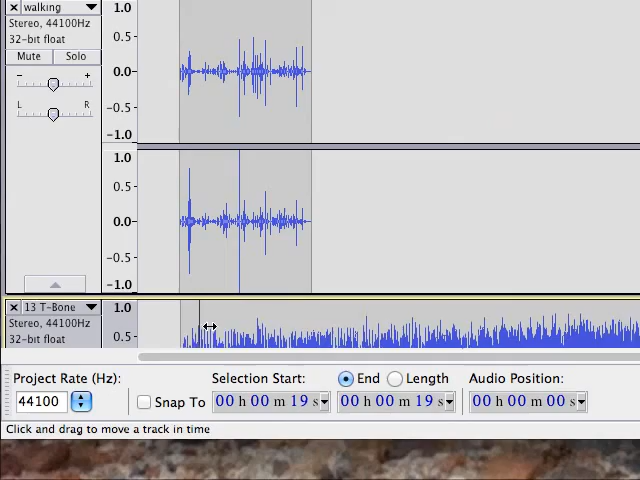 walking
Stereo, 44100Hz
32-bit float
Mute Solo
- +
L R
1.0
0.5
0.0
-0.5
-1.0
1.0
0.5
0.0
-0.5
-1.0
13 T-Bone
Stereo, 44100Hz
32-bit float
1.0
0.5
Project Rate (Hz): Selection Start: End Length Audio Position:
44100 Snap To 00 h 00 m 19 s 00 h 00 m 19 s 00 h 00 m 00 s
Click and drag to move a track in time